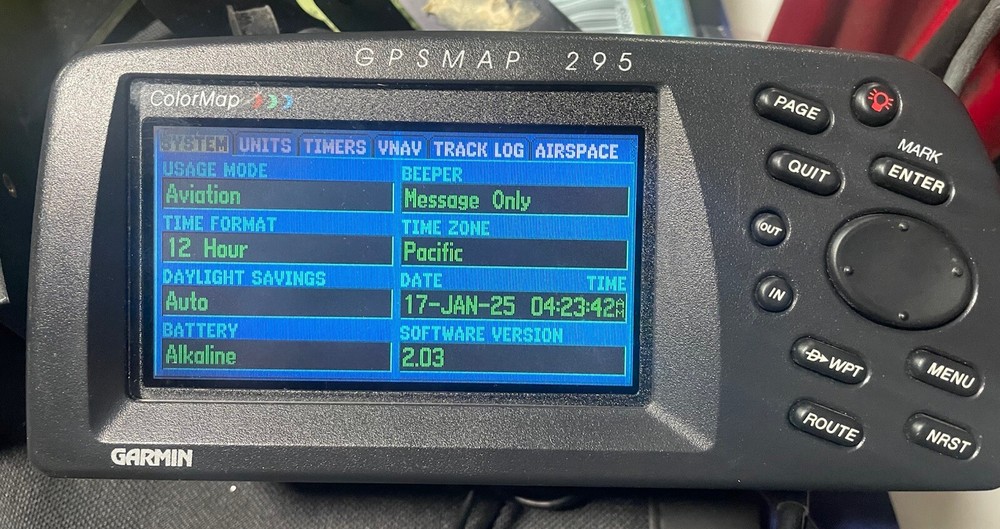 GPSMAP 295
ColorMap
SYSTEM UNITS TIMERS VNAV TRACK LOG AIRSPACE
USAGE MODE BEEPER
Aviation Message Only
TIME FORMAT TIME ZONE
12 Hour Pacific
DAYLIGHT SAVINGS DATE TIME
Auto 17-JAN-25 04:23:42AM
BATTERY SOFTWARE VERSION
Alkaline 2.03
GARMIN
PAGE
QUIT
MARK
ENTER
OUT
IN
D WPT
MENU
ROUTE
NRST